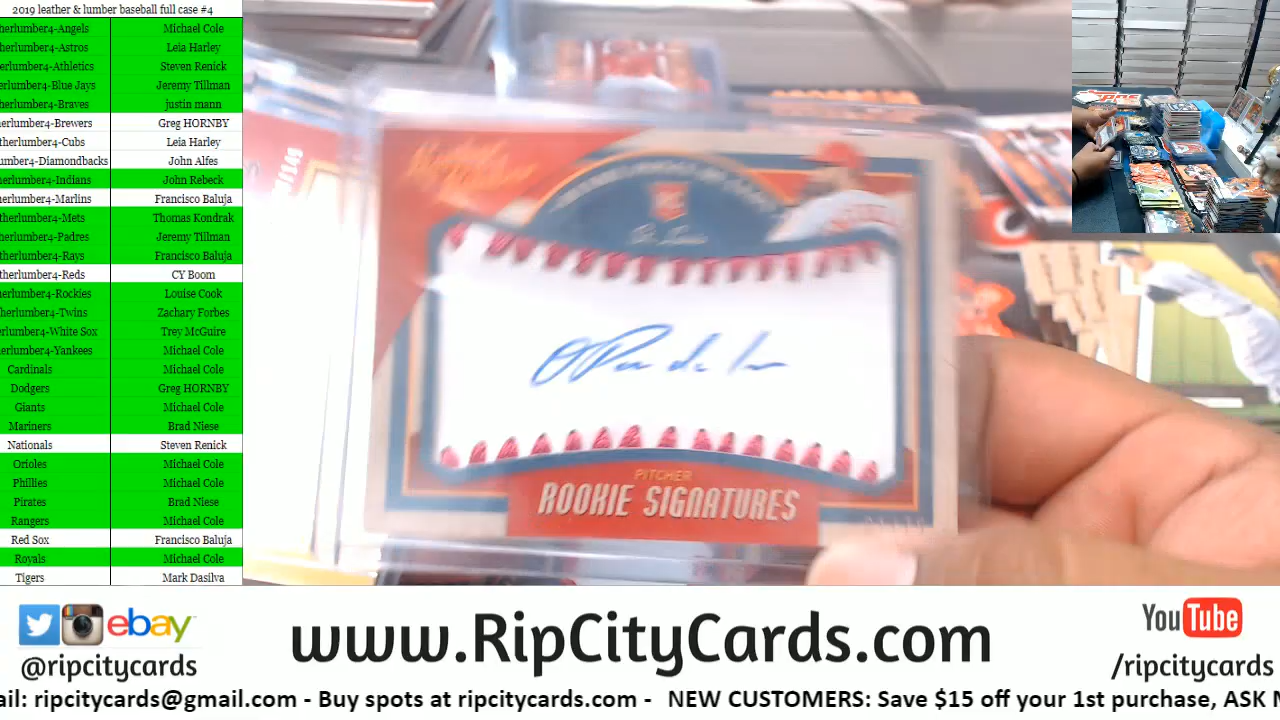 2019 leather & lumber baseball full case #4
herlumber4-Angels Michael Cole
herlumber4-Astros Leia Harley
herlumber4-Athletics Steven Renick
erlumber4-Blue Jays Jeremy Tillman
herlumber4-Braves justin mann
herlumber4-Brewers Greg HORNBY
therlumber4-Cubs Leia Harley
umber4-Diamondbacks John Alfes
herlumber4-Indians John Rebeck
herlumber4-Marlins Francisco Baluja
therlumber4-Mets Thomas Kondrak
therlumber4-Padres Jeremy Tillman
therlumber4-Rays Francisco Baluja
therlumber4-Reds CY Boom
herlumber4-Rockies Louise Cook
therlumber4-Twins Zachary Forbes
erlumber4-White Sox Trey McGuire
herlumber4-Yankees Michael Cole
Cardinals Michael Cole
Dodgers Greg HORNBY
Giants Michael Cole
Mariners Brad Niese
Nationals Steven Renick
Orioles Michael Cole
Phillies Michael Cole
Pirates Brad Niese
Rangers Michael Cole
Red Sox Francisco Baluja
Royals Michael Cole
Tigers Mark Dasilva
RC
PITCHER
ROOKIE SIGNATURES
ebay
@ripcitycards
www.RipCityCards.com
YouTube
/ripcitycards
ail: ripcitycards@gmail.com - Buy spots at ripcitycards.com - NEW CUSTOMERS: Save $15 off your 1st purchase, ASK